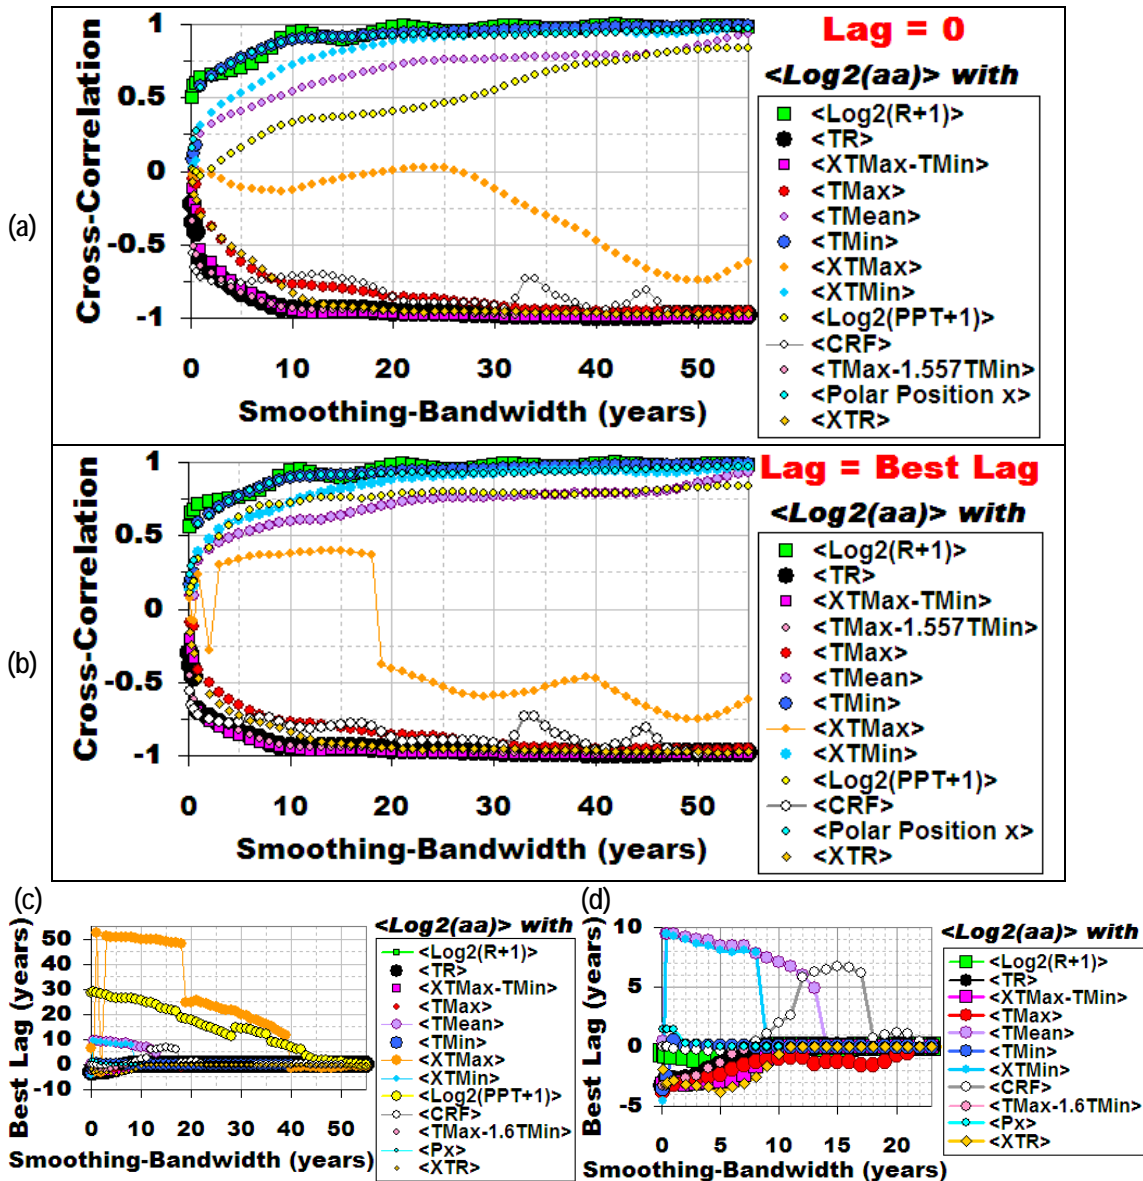 (a)
Cross-Correlation
1
0.5
0
-0.5
-1
0 10 20 30 40 50
Smoothing-Bandwidth (years)
Lag = 0
<Log2(aa)> with
<Log2(R+1)>
<TR>
<XTMax-TMin>
<TMax>
<TMean>
<TMin>
<XTMax>
<XTMin>
<Log2(PPT+1)>
<CRF>
<TMax-1.557TMin>
<Polar Position x>
<XTR>
(b)
Cross-Correlation
1
0.5
0
-0.5
-1
0 10 20 30 40 50
Smoothing-Bandwidth (years)
Lag = Best Lag
<Log2(aa)> with
<Log2(R+1)>
<TR>
<XTMax-TMin>
<TMax-1.557TMin>
<TMax>
<TMean>
<TMin>
<XTMax>
<XTMin>
<Log2(PPT+1)>
<CRF>
<Polar Position x>
<XTR>
(c)
Best Lag (years)
50
40
30
20
10
0
-10
0 10 20 30 40 50
Smoothing-Bandwidth (years)
<Log2(aa)> with
<Log2(R+1)>
<TR>
<XTMax-TMin>
<TMax>
<TMean>
<TMin>
<XTMax>
<XTMin>
<Log2(PPT+1)>
<CRF>
<TMax-1.6TMin>
<Px>
<XTR>
(d)
Best Lag (years)
10
5
0
-5
0 5 10 15 20
Smoothing-Bandwidth (years)
<Log2(aa)> with
<Log2(R+1)>
<TR>
<XTMax-TMin>
<TMax>
<TMean>
<TMin>
<XTMin>
<CRF>
<TMax-1.6TMin>
<Px>
<XTR>